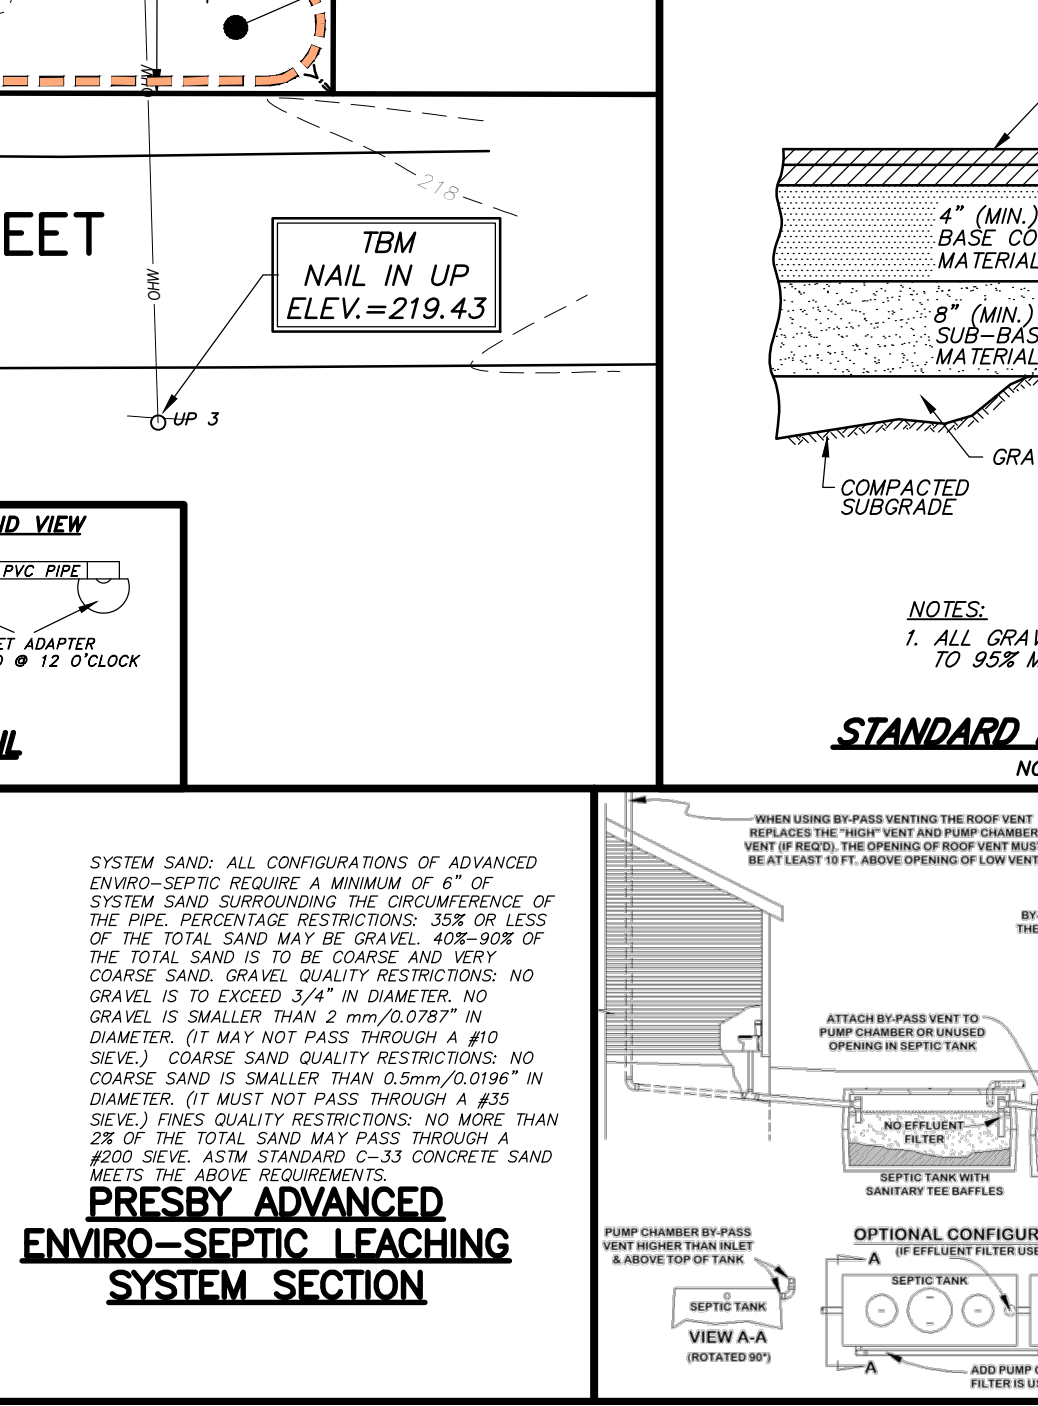 218
EET
TBM
NAIL IN UP
ELEV.=219.43
OHW
UP 3
4" (MIN.)
BASE CO
MATERIAL
8" (MIN.)
SUB-BAS
MATERIAL
GRA
COMPACTED
SUBGRADE
NOTES:
1. ALL GRAV
TO 95% M
STANDARD
NO
ND VIEW
PVC PIPE
ET ADAPTER
D @ 12 O'CLOCK
IL
SYSTEM SAND: ALL CONFIGURATIONS OF ADVANCED
ENVIRO-SEPTIC REQUIRE A MINIMUM OF 6" OF
SYSTEM SAND SURROUNDING THE CIRCUMFERENCE OF
THE PIPE. PERCENTAGE RESTRICTIONS: 35% OR LESS
OF THE TOTAL SAND MAY BE GRAVEL. 40%-90% OF
THE TOTAL SAND IS TO BE COARSE AND VERY
COARSE SAND. GRAVEL QUALITY RESTRICTIONS: NO
GRAVEL IS TO EXCEED 3/4" IN DIAMETER. NO
GRAVEL IS SMALLER THAN 2 mm/0.0787" IN
DIAMETER. (IT MAY NOT PASS THROUGH A #10
SIEVE.) COARSE SAND QUALITY RESTRICTIONS: NO
COARSE SAND IS SMALLER THAN 0.5mm/0.0196" IN
DIAMETER. (IT MUST NOT PASS THROUGH A #35
SIEVE.) FINES QUALITY RESTRICTIONS: NO MORE THAN
2% OF THE TOTAL SAND MAY PASS THROUGH A
#200 SIEVE. ASTM STANDARD C-33 CONCRETE SAND
MEETS THE ABOVE REQUIREMENTS.
PRESBY ADVANCED
ENVIRO-SEPTIC LEACHING
SYSTEM SECTION
WHEN USING BY-PASS VENTING THE ROOF VENT
REPLACES THE "HIGH" VENT AND PUMP CHAMBER
VENT (IF REQ'D). THE OPENING OF ROOF VENT MUST
BE AT LEAST 10 FT. ABOVE OPENING OF LOW VENT
BY-
THE
ATTACH BY-PASS VENT TO
PUMP CHAMBER OR UNUSED
OPENING IN SEPTIC TANK
NO EFFLUENT
FILTER
SEPTIC TANK WITH
SANITARY TEE BAFFLES
PUMP CHAMBER BY-PASS
VENT HIGHER THAN INLET
& ABOVE TOP OF TANK
SEPTIC TANK
VIEW A-A
(ROTATED 90°)
OPTIONAL CONFIGUR
(IF EFFLUENT FILTER USE
A
SEPTIC TANK
A
ADD PUMP C
FILTER IS US